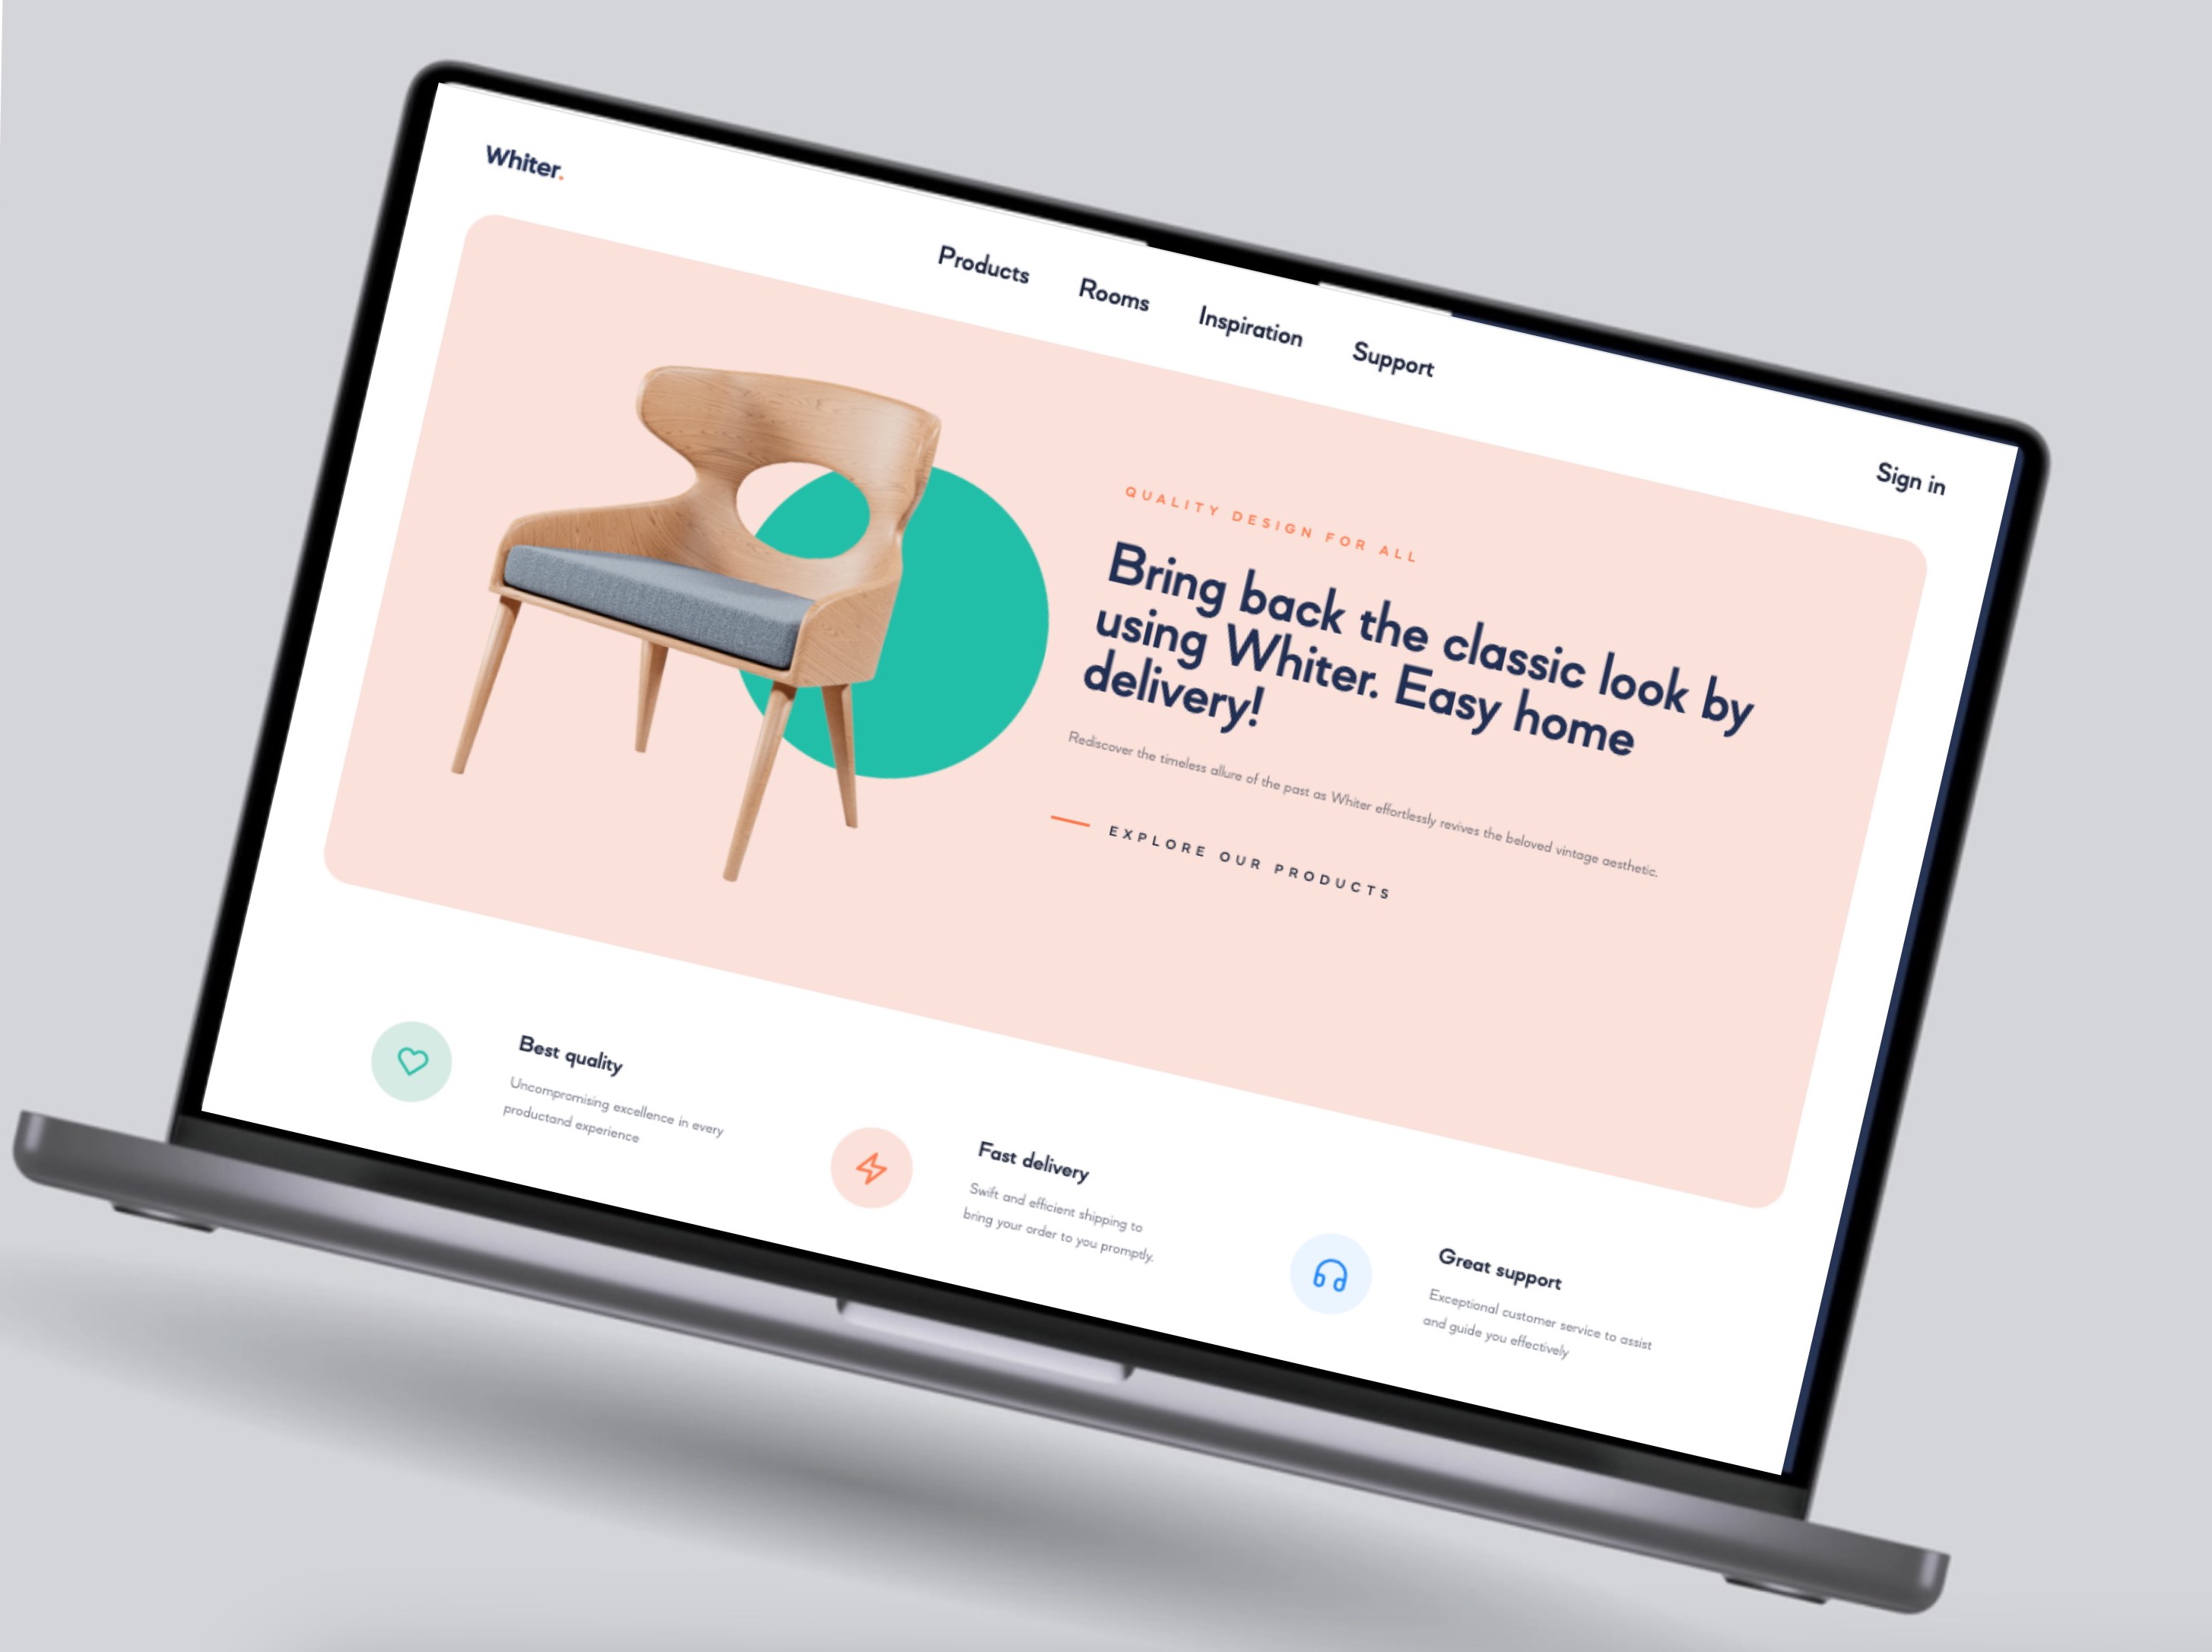 Whiter.
Products
Rooms
Inspiration
Support
Sign in
QUALITY DESIGN FOR ALL
Bring back the classic look by
using Whiter. Easy home
delivery!
Rediscover the timeless allure of the past as Whiter effortlessly revives the beloved vintage aesthetic.
EXPLORE OUR PRODUCTS
Best quality
Uncompromising excellence in every
productand experience
Fast delivery
Swift and efficient shipping to
bring your order to you promptly.
Great support
Exceptional customer service to assist
and guide you effectively